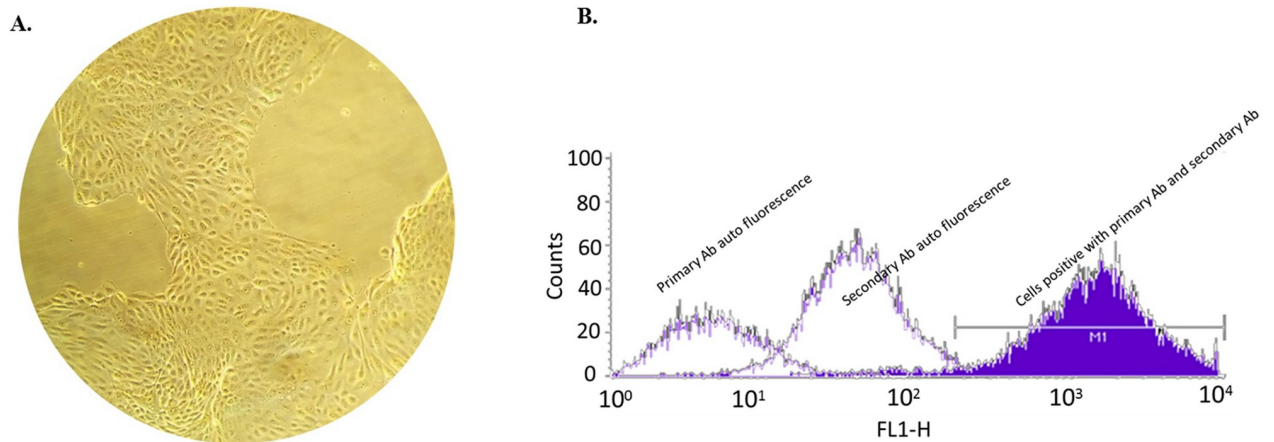 A.
B.
Primary Ab auto fluorescence
Secondary Ab auto fluorescence
Cells positive with primary Ab and secondary Ab
100
80
60
40
20
0
Counts
M1
10⁰ 10¹ 10² 10³ 10⁴
FL1-H